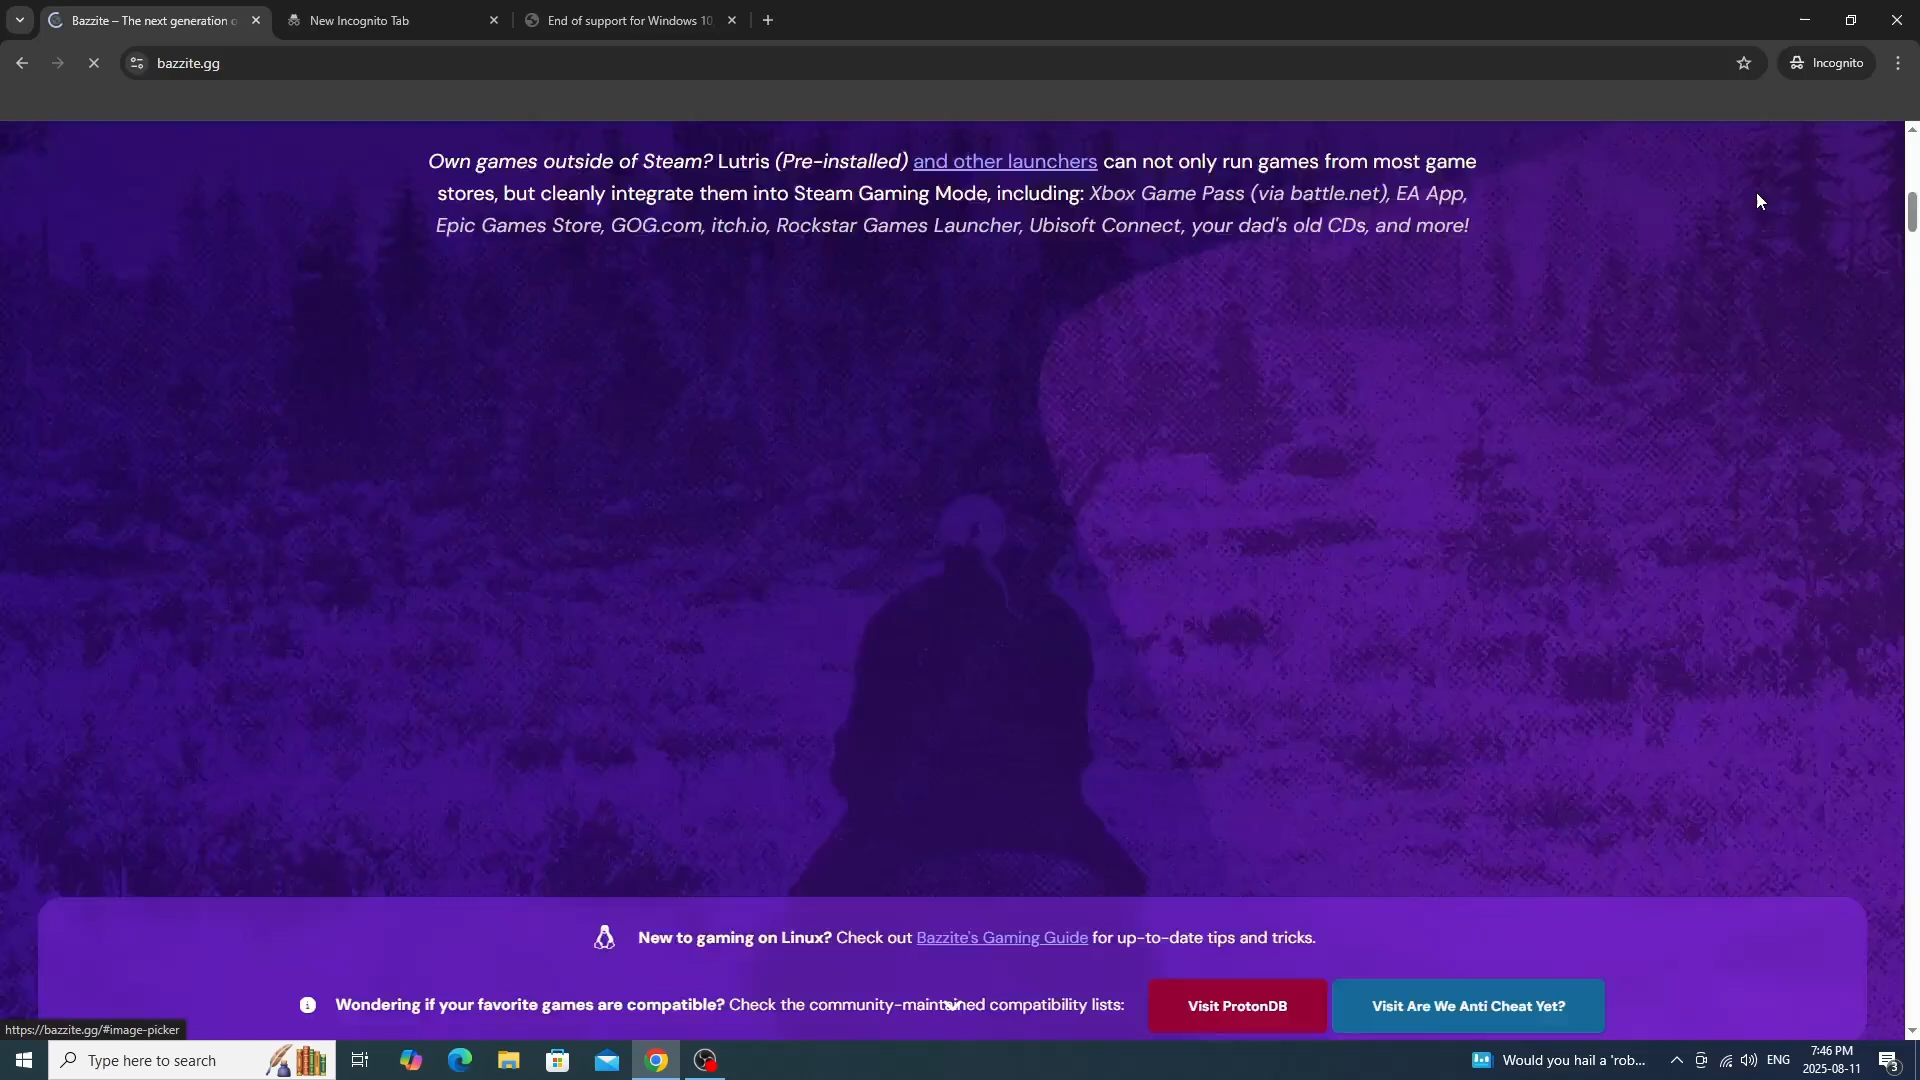 Bazzite – The next generation o
New Incognito Tab
End of support for Windows 10
bazzite.gg
Incognito
Own games outside of Steam? Lutris (Pre-installed) and other launchers can not only run games from most game
stores, but cleanly integrate them into Steam Gaming Mode, including: Xbox Game Pass (via battle.net), EA App,
Epic Games Store, GOG.com, itch.io, Rockstar Games Launcher, Ubisoft Connect, your dad's old CDs, and more!
New to gaming on Linux? Check out Bazzite's Gaming Guide for up-to-date tips and tricks.
Wondering if your favorite games are compatible? Check the community-maintained compatibility lists:
Visit ProtonDB
Visit Are We Anti Cheat Yet?
https://bazzite.gg/#image-picker
Type here to search
Would you hail a 'rob...
ENG
7:46 PM
2025-08-11
3